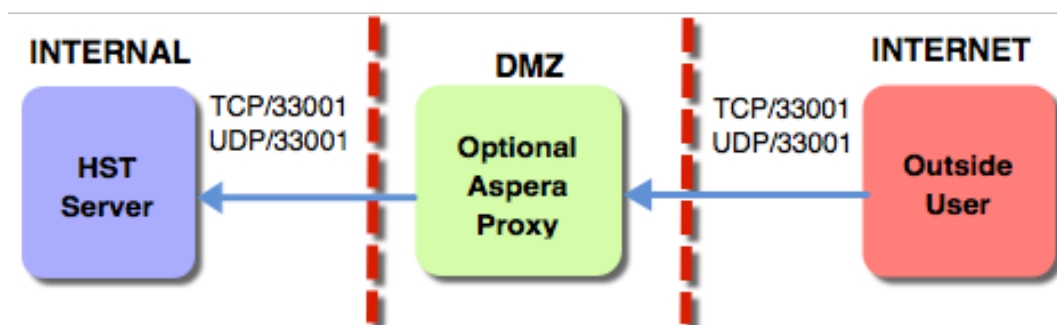 INTERNAL
DMZ
INTERNET
TCP/33001
UDP/33001
TCP/33001
UDP/33001
HST
Server
Optional
Aspera
Proxy
Outside
User